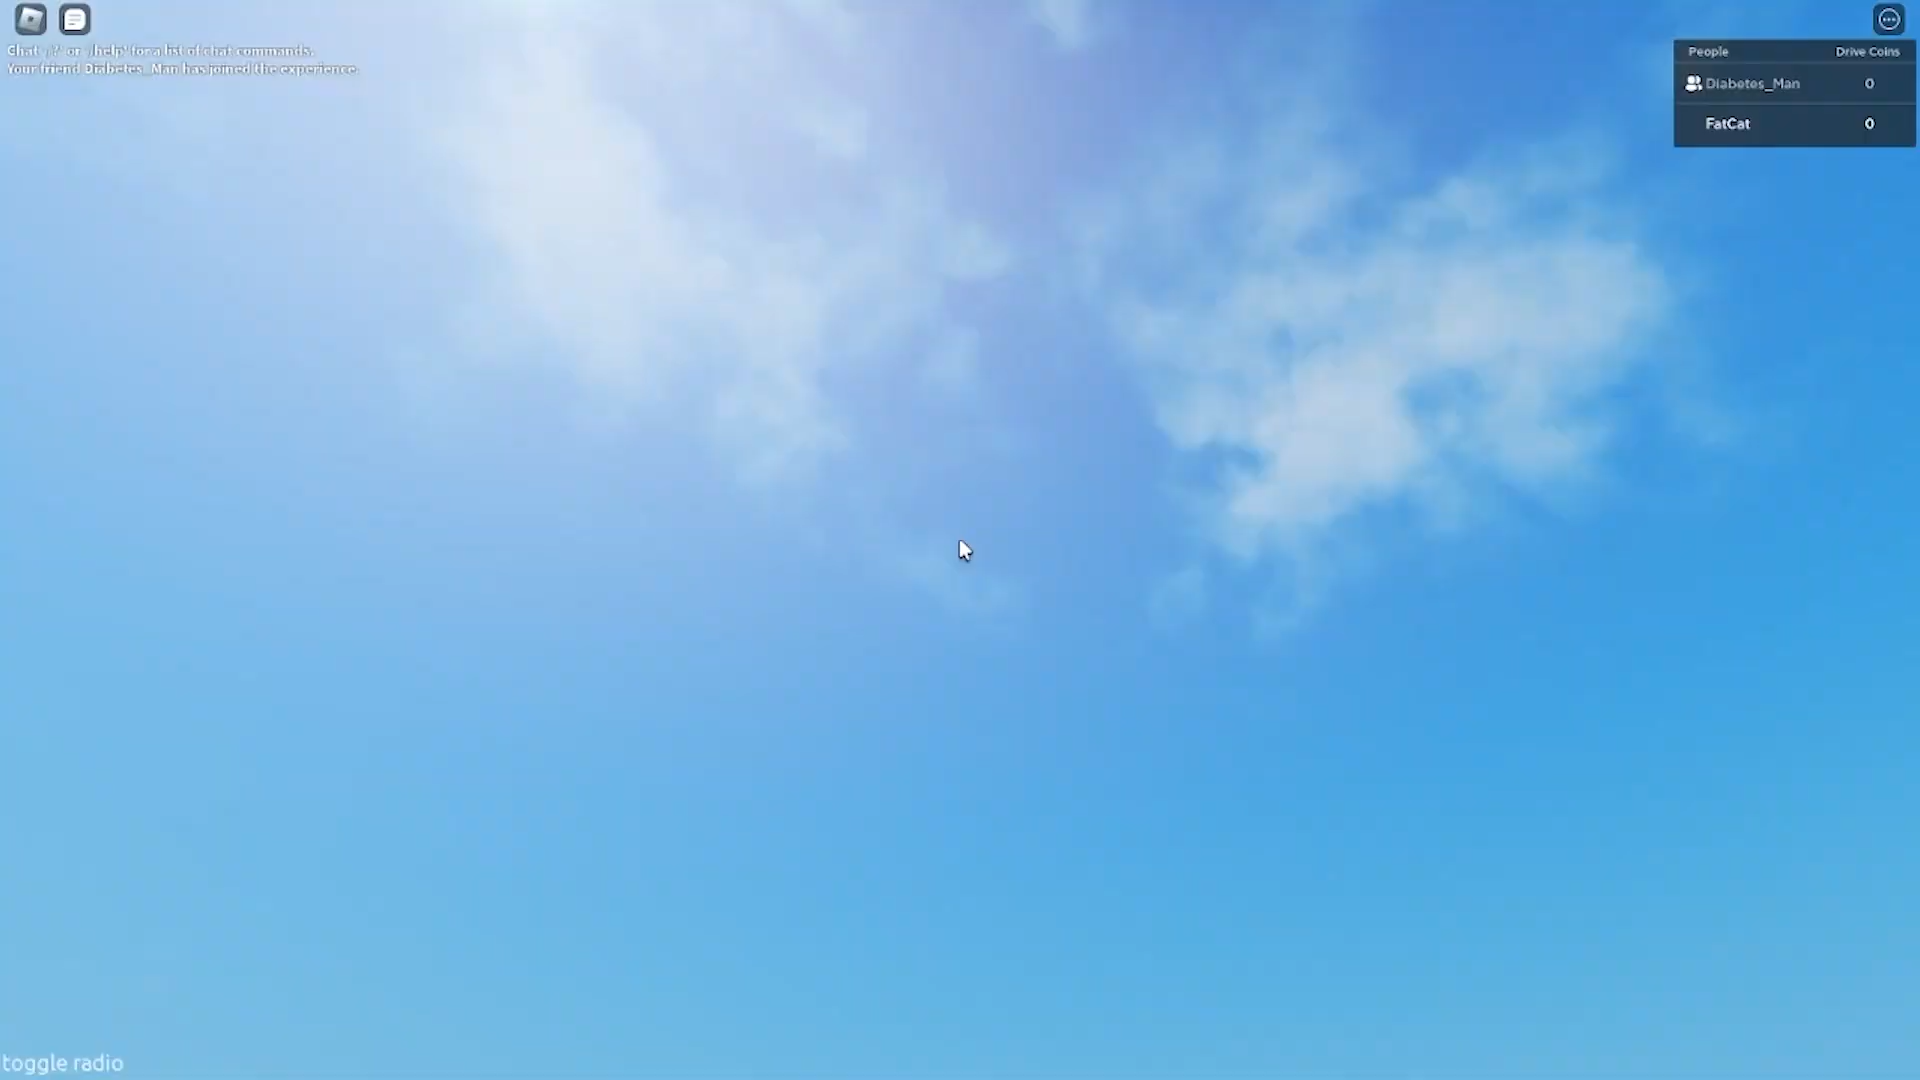 Chat '/?' or '/help' for a list of chat commands.
Your friend Diabetes_Man has joined the experience.
People Drive Coins
Diabetes_Man 0
FatCat 0
toggle radio